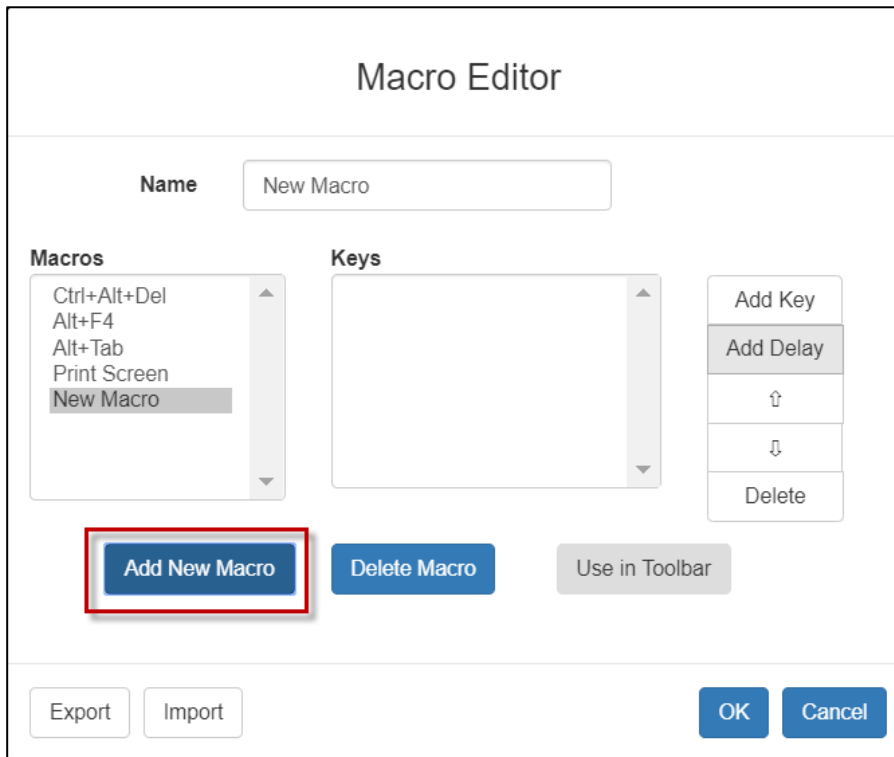 Macro Editor
Name New Macro
Macros Keys
Ctrl+Alt+Del
Alt+F4
Alt+Tab
Print Screen
New Macro
Add Key
Add Delay
⇧
⇩
Delete
Add New Macro Delete Macro Use in Toolbar
Export Import OK Cancel